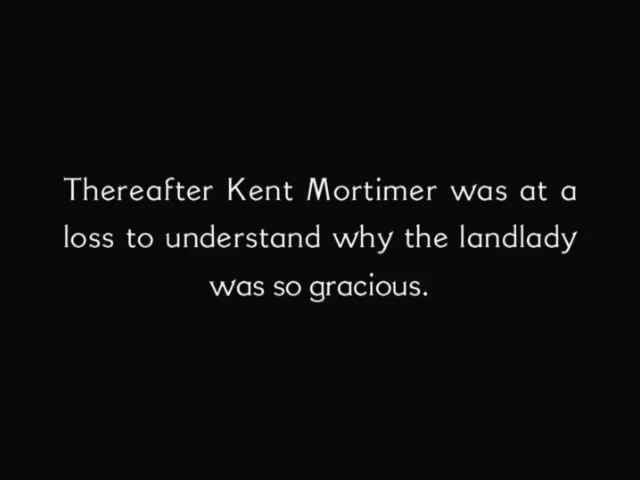 Thereafter Kent Mortimer was at a
loss to understand why the landlady
was so gracious.